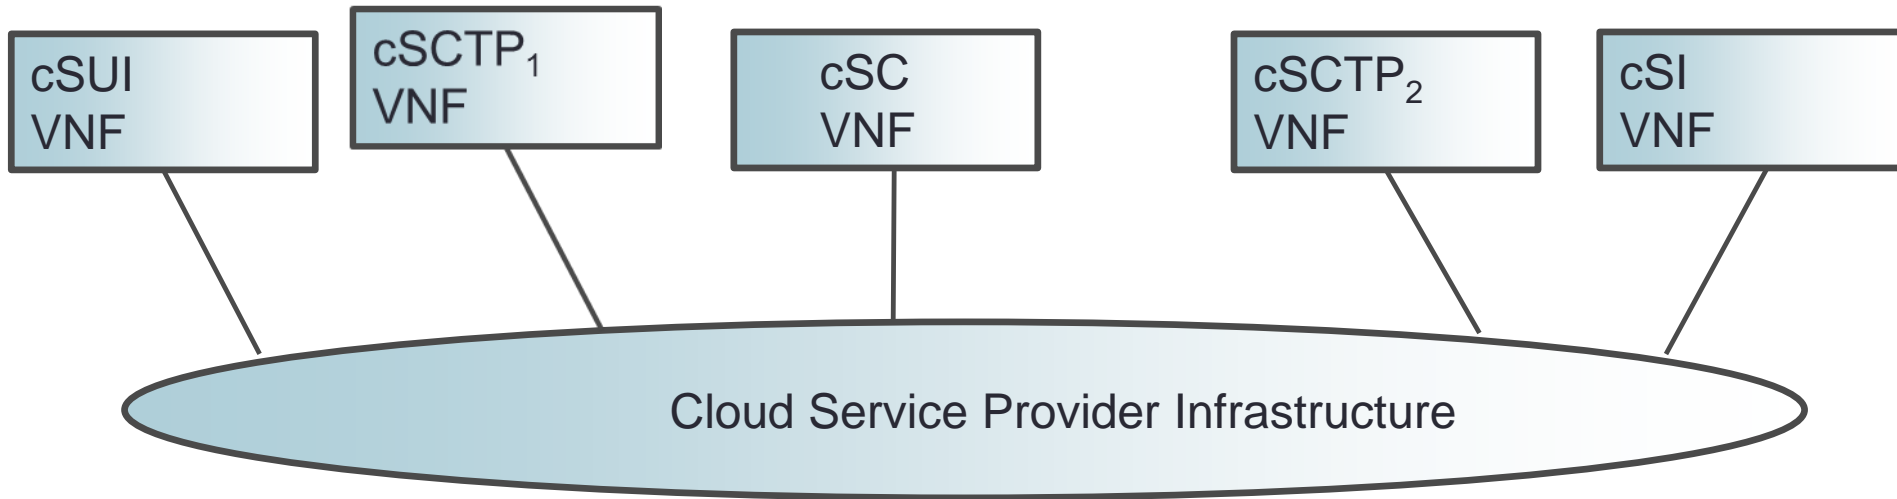 cSUI
VNF
cSCTP₁
VNF
cSC
VNF
cSCTP₂
VNF
cSI
VNF
Cloud Service Provider Infrastructure